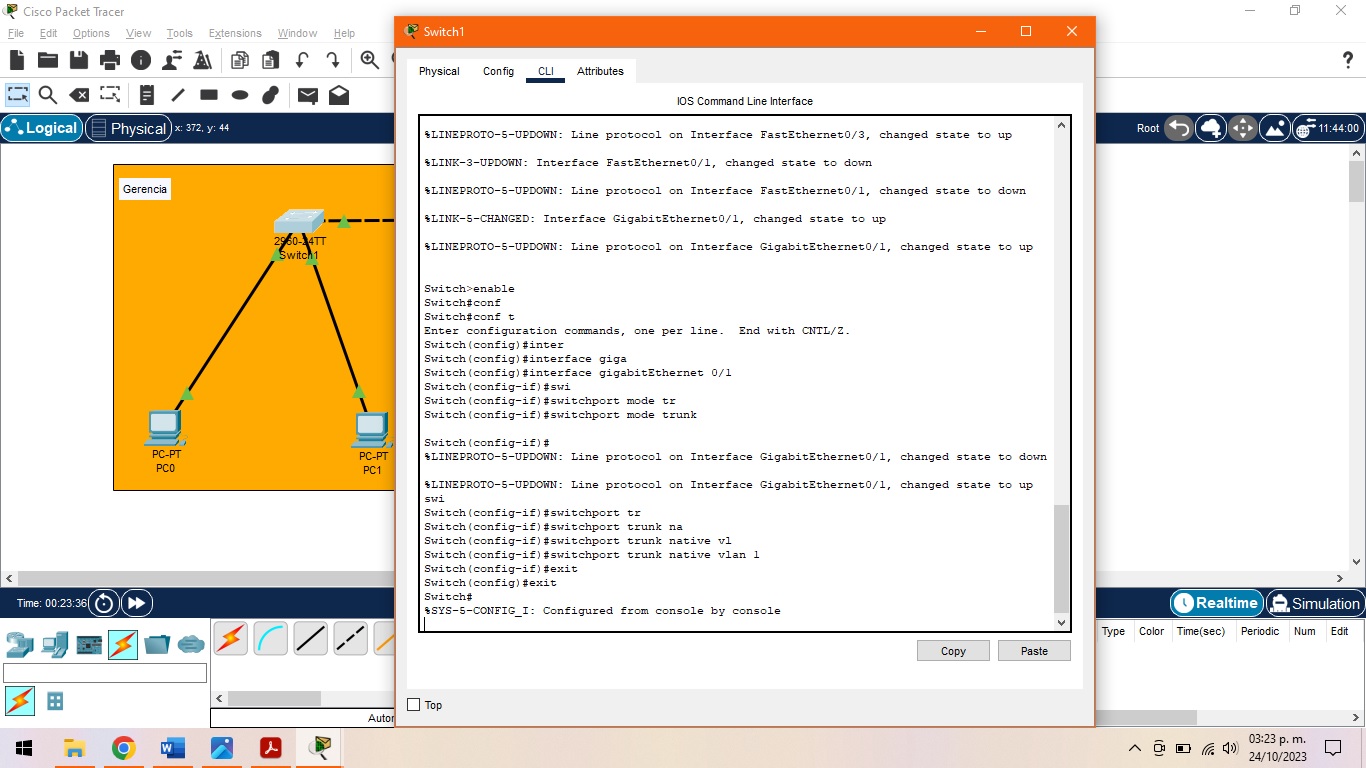 Cisco Packet Tracer
File Edit Options View Tools Extensions Window Help
Logical Physical x: 372, y: 44
Root 11:44:00
Gerencia
2960-24TT
Switch1
PC-PT
PC0
PC-PT
PC1
Time: 00:23:36
Realtime Simulation
Type Color Time(sec) Periodic Num Edit
Switch1
Physical Config CLI Attributes
IOS Command Line Interface
%LINEPROTO-5-UPDOWN: Line protocol on Interface FastEthernet0/3, changed state to up
%LINK-3-UPDOWN: Interface FastEthernet0/1, changed state to down
%LINEPROTO-5-UPDOWN: Line protocol on Interface FastEthernet0/1, changed state to down
%LINK-5-CHANGED: Interface GigabitEthernet0/1, changed state to up
%LINEPROTO-5-UPDOWN: Line protocol on Interface GigabitEthernet0/1, changed state to up
Switch>enable
Switch#conf
Switch#conf t
Enter configuration commands, one per line.  End with CNTL/Z.
Switch(config)#inter
Switch(config)#interface giga
Switch(config)#interface gigabitEthernet 0/1
Switch(config-if)#swi
Switch(config-if)#switchport mode tr
Switch(config-if)#switchport mode trunk
Switch(config-if)#
%LINEPROTO-5-UPDOWN: Line protocol on Interface GigabitEthernet0/1, changed state to down
%LINEPROTO-5-UPDOWN: Line protocol on Interface GigabitEthernet0/1, changed state to up
swi
Switch(config-if)#switchport tr
Switch(config-if)#switchport trunk na
Switch(config-if)#switchport trunk native vl
Switch(config-if)#switchport trunk native vlan 1
Switch(config-if)#exit
Switch(config)#exit
Switch#
%SYS-5-CONFIG_I: Configured from console by console
Copy Paste
Top
Autor
03:23 p. m.
24/10/2023